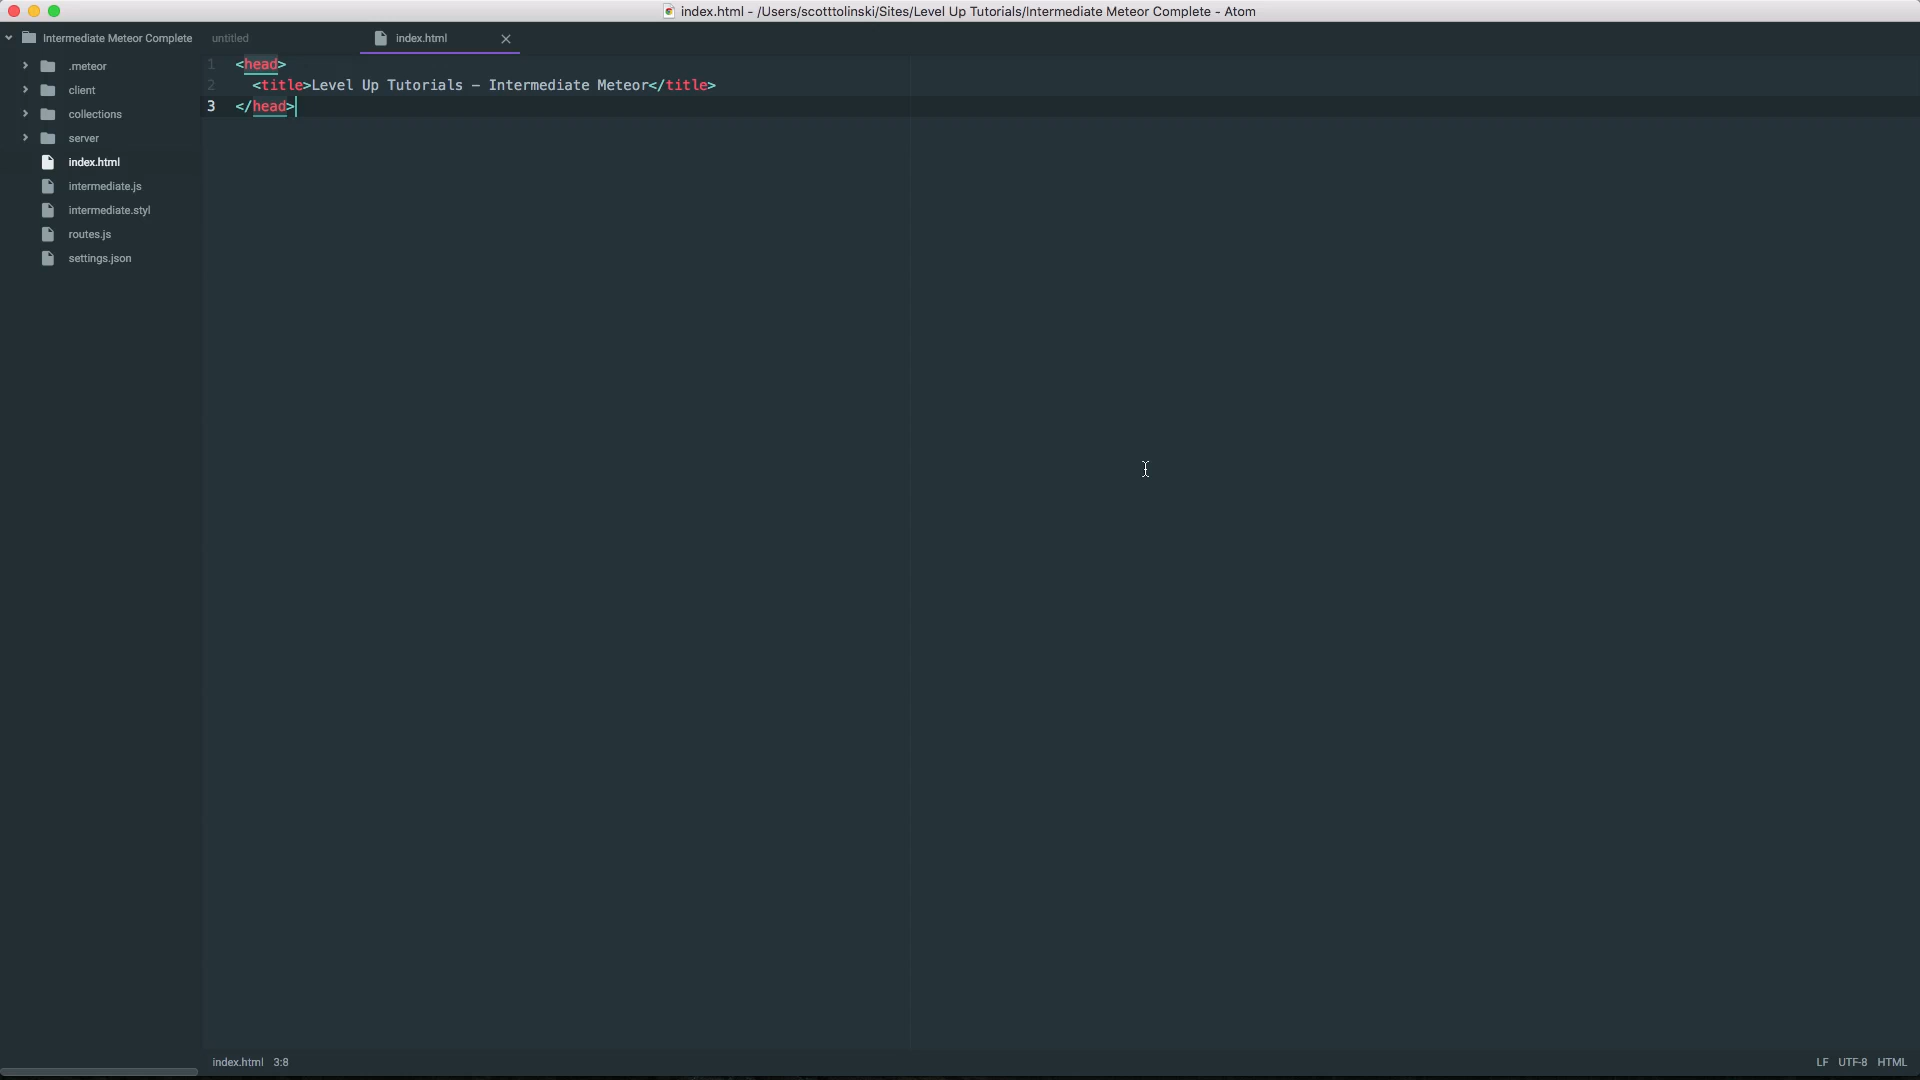 index.html - /Users/scotttolinski/Sites/Level Up Tutorials/Intermediate Meteor Complete - Atom
Intermediate Meteor Complete
untitled
index.html
.meteor
client
collections
server
index.html
intermediate.js
intermediate.styl
routes.js
settings.json
1 <head>
2 <title>Level Up Tutorials – Intermediate Meteor</title>
3 </head>
index.html 3:8
LF UTF-8 HTML